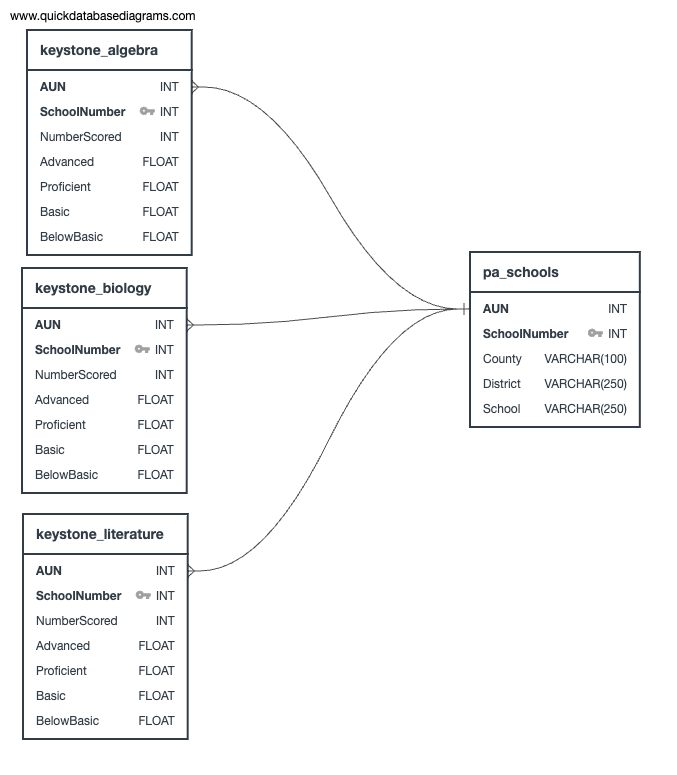 www.quickdatabasediagrams.com
keystone_algebra
AUN INT
SchoolNumber INT
NumberScored INT
Advanced FLOAT
Proficient FLOAT
Basic FLOAT
BelowBasic FLOAT
keystone_biology
AUN INT
SchoolNumber INT
NumberScored INT
Advanced FLOAT
Proficient FLOAT
Basic FLOAT
BelowBasic FLOAT
keystone_literature
AUN INT
SchoolNumber INT
NumberScored INT
Advanced FLOAT
Proficient FLOAT
Basic FLOAT
BelowBasic FLOAT
pa_schools
AUN INT
SchoolNumber INT
County VARCHAR(100)
District VARCHAR(250)
School VARCHAR(250)